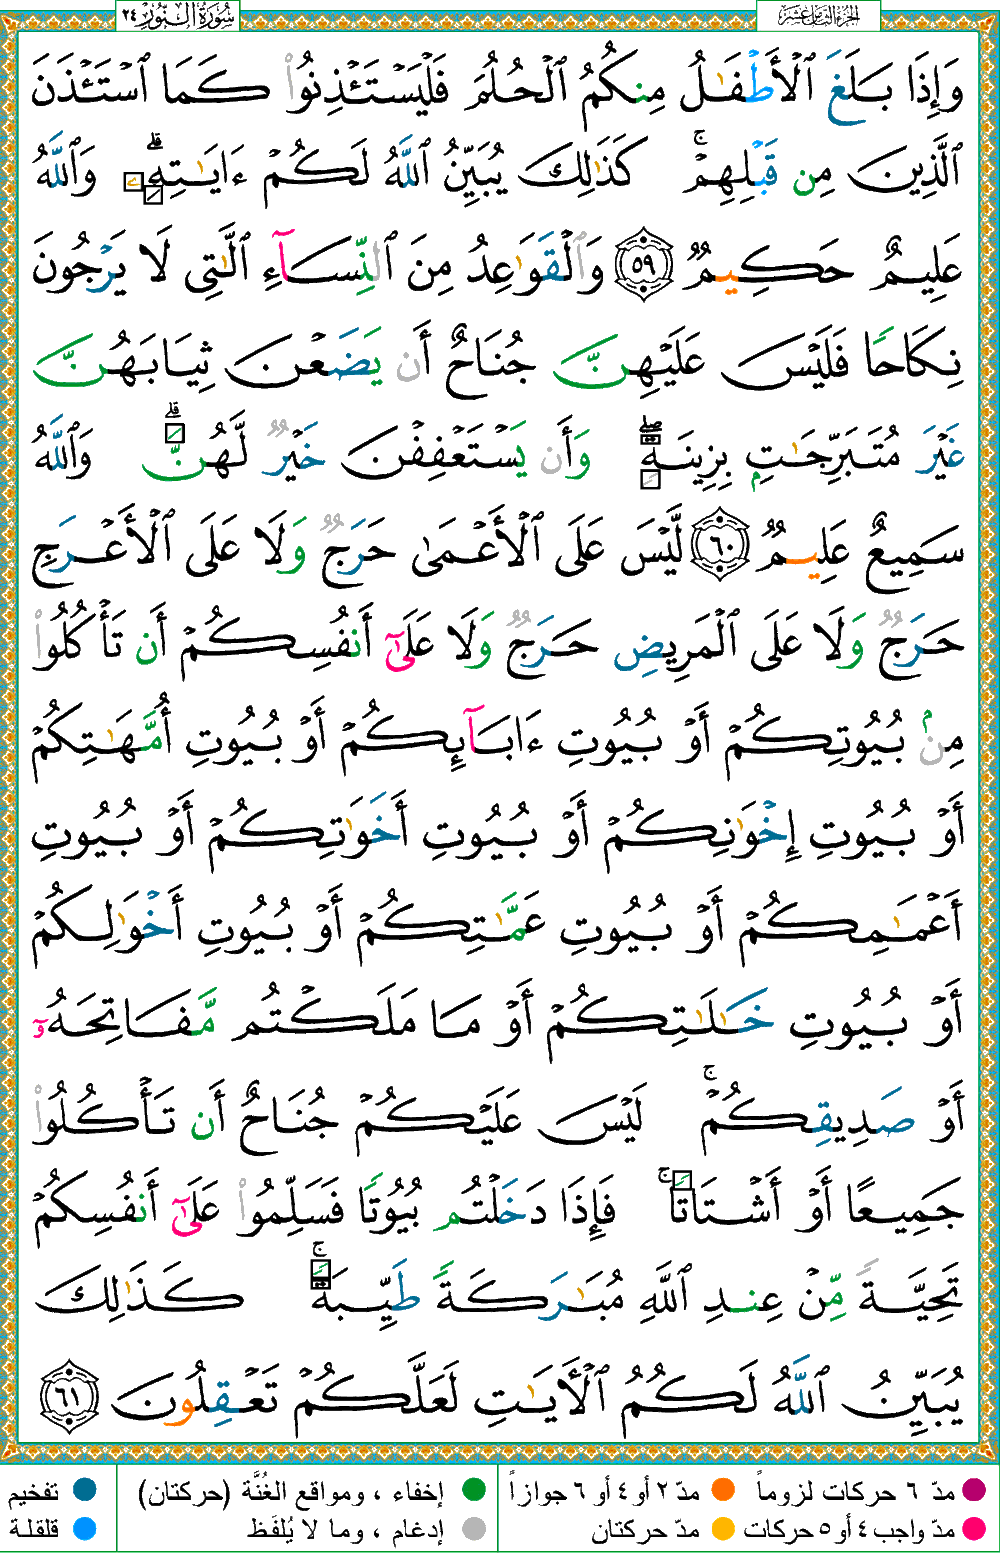 الجزء الثامن عشر
سُورَةُ النُّورِ ٢٤
وَإِذَا بَلَغَ ٱلْأَطْفَٰلُ مِنكُمُ ٱلْحُلُمَ فَلْيَسْتَـْٔذِنُوا۟ كَمَا ٱسْتَـْٔذَنَ
ٱلَّذِينَ مِن قَبْلِهِمْ ۚ كَذَٰلِكَ يُبَيِّنُ ٱللَّهُ لَكُمْ ءَايَٰتِهِۦ ۗ وَٱللَّهُ
عَلِيمٌ حَكِيمٌ ٥٩ وَٱلْقَوَٰعِدُ مِنَ ٱلنِّسَآءِ ٱلَّٰتِى لَا يَرْجُونَ
نِكَاحًا فَلَيْسَ عَلَيْهِنَّ جُنَاحٌ أَن يَضَعْنَ ثِيَابَهُنَّ
غَيْرَ مُتَبَرِّجَٰتٍۭ بِزِينَةٍ ۖ وَأَن يَسْتَعْفِفْنَ خَيْرٌ لَّهُنَّ ۗ وَٱللَّهُ
سَمِيعٌ عَلِيمٌ ٦٠ لَّيْسَ عَلَى ٱلْأَعْمَىٰ حَرَجٌ وَلَا عَلَى ٱلْأَعْرَجِ
حَرَجٌ وَلَا عَلَى ٱلْمَرِيضِ حَرَجٌ وَلَا عَلَىٰٓ أَنفُسِكُمْ أَن تَأْكُلُوا۟
مِنۢ بُيُوتِكُمْ أَوْ بُيُوتِ ءَابَآئِكُمْ أَوْ بُيُوتِ أُمَّهَٰتِكُمْ
أَوْ بُيُوتِ إِخْوَٰنِكُمْ أَوْ بُيُوتِ أَخَوَٰتِكُمْ أَوْ بُيُوتِ
أَعْمَٰمِكُمْ أَوْ بُيُوتِ عَمَّٰتِكُمْ أَوْ بُيُوتِ أَخْوَٰلِكُمْ
أَوْ بُيُوتِ خَٰلَٰتِكُمْ أَوْ مَا مَلَكْتُم مَّفَاتِحَهُۥٓ
أَوْ صَدِيقِكُمْ ۚ لَيْسَ عَلَيْكُمْ جُنَاحٌ أَن تَأْكُلُوا۟
جَمِيعًا أَوْ أَشْتَاتًا ۚ فَإِذَا دَخَلْتُم بُيُوتًا فَسَلِّمُوا۟ عَلَىٰٓ أَنفُسِكُمْ
تَحِيَّةً مِّنْ عِندِ ٱللَّهِ مُبَٰرَكَةً طَيِّبَةً ۚ كَذَٰلِكَ
يُبَيِّنُ ٱللَّهُ لَكُمُ ٱلْءَايَٰتِ لَعَلَّكُمْ تَعْقِلُونَ ٦١
مدّ ٦ حركات لزوماً مدّ ٢ أو ٤ أو ٦ جوازاً إخفاء ، ومواقع الغُنَّة (حركتان) تفخيم
مدّ واجب ٤ أو ٥ حركات مدّ حركتان إدغام ، وما لا يُلفَظ قلقلة